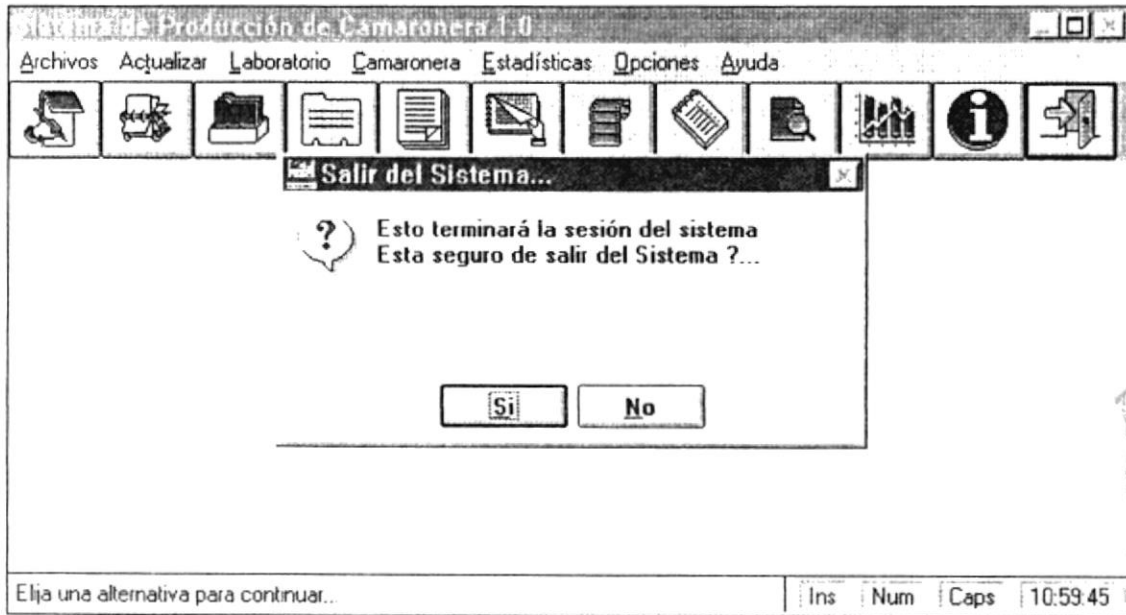 Sistema de Producción de Camaronera 1.0
Archivos Actualizar Laboratorio Camaronera Estadísticas Opciones Ayuda
Salir del Sistema...
Esto terminará la sesión del sistema
Esta seguro de salir del Sistema ?...
Si No
Elija una alternativa para continuar... Ins Num Caps 10:59:45